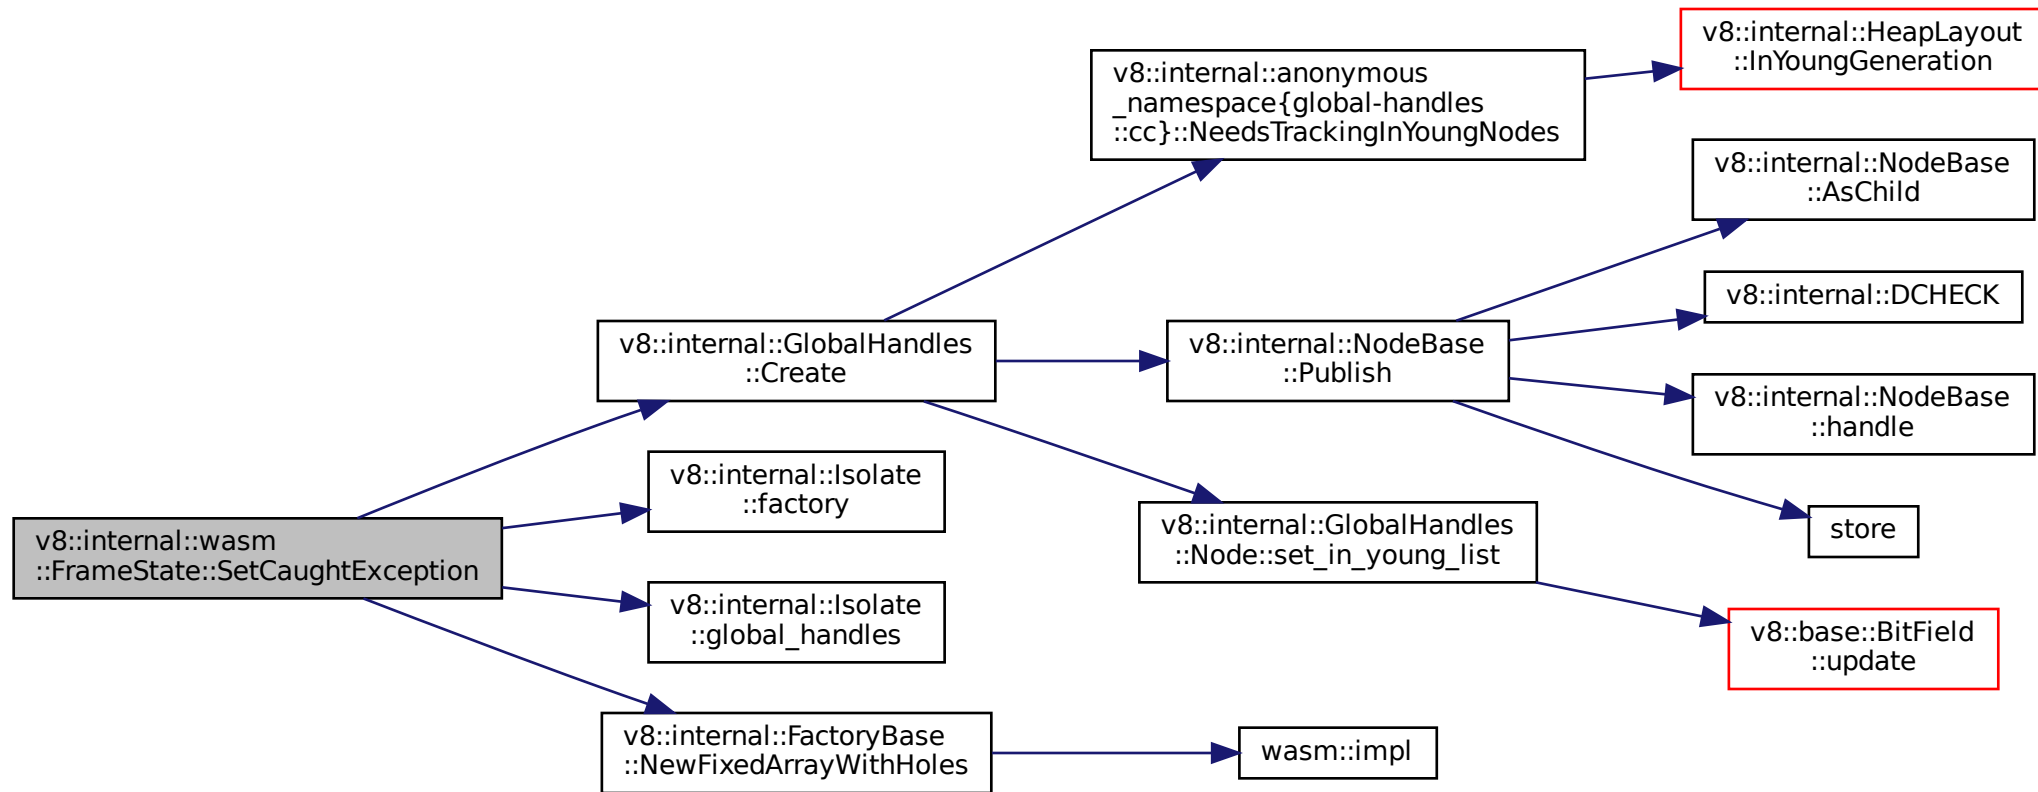 v8::internal::wasm
::FrameState::SetCaughtException
v8::internal::GlobalHandles
::Create
v8::internal::Isolate
::factory
v8::internal::Isolate
::global_handles
v8::internal::FactoryBase
::NewFixedArrayWithHoles
v8::internal::anonymous
_namespace{global-handles
::cc}::NeedsTrackingInYoungNodes
v8::internal::NodeBase
::Publish
v8::internal::GlobalHandles
::Node::set_in_young_list
wasm::impl
v8::internal::HeapLayout
::InYoungGeneration
v8::internal::NodeBase
::AsChild
v8::internal::DCHECK
v8::internal::NodeBase
::handle
store
v8::base::BitField
::update